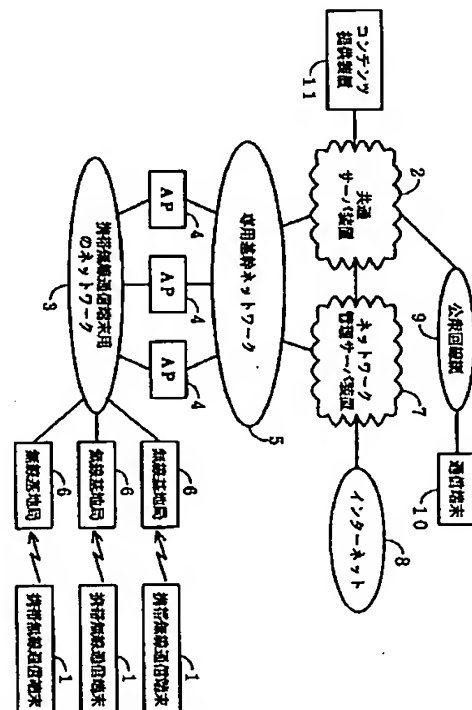 コンテンツ
提供装置
11
2
共通
サーバ装置
9
公衆回線網
通信端末
10
ネットワーク
管理サーバ装置
7
インターネット
8
専用基幹ネットワーク
5
AP
4
AP
4
AP
4
携帯無線通信端末用
のネットワーク
3
無線基地局
6
無線基地局
6
無線基地局
6
携帯無線通信端末
1
携帯無線通信端末
1
携帯無線通信端末
1